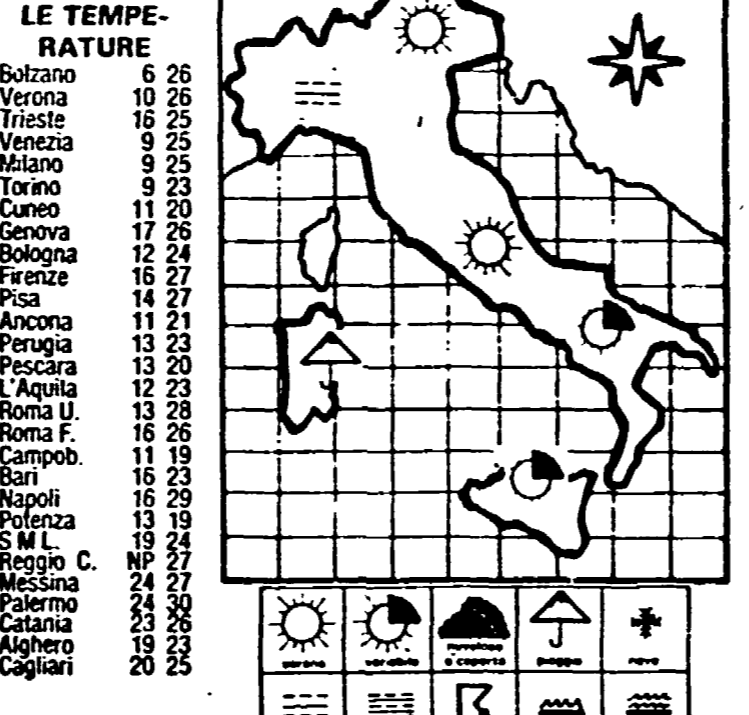 LE TEMPE-
RATURE
Bolzano 6 26
Verona 10 26
Trieste 16 25
Venezia 9 25
Milano 9 25
Torino 9 23
Cuneo 11 20
Genova 17 26
Bologna 12 24
Firenze 16 27
Pisa 14 27
Ancona 11 21
Perugia 13 23
Pescara 13 20
L'Aquila 12 23
Roma U. 13 28
Roma F. 16 26
Campob. 11 19
Bari 16 23
Napoli 16 29
Potenza 13 19
S M L. 19 24
Reggio C. NP 27
Messina 24 27
Palermo 24 30
Catania 23 26
Alghero 19 23
Cagliari 20 25
sereno variabile nuvoloso o coperto pioggia neve